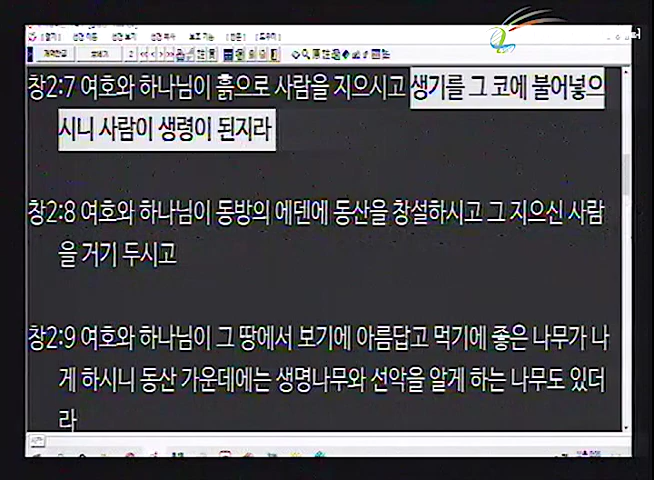 창2:7 여호와 하나님이 흙으로 사람을 지으시고 생기를 그 코에 불어넣으
시니 사람이 생령이 된지라
창2:8 여호와 하나님이 동방의 에덴에 동산을 창설하시고 그 지으신 사람
을 거기 두시고
창2:9 여호와 하나님이 그 땅에서 보기에 아름답고 먹기에 좋은 나무가 나
게 하시니 동산 가운데에는 생명나무와 선악을 알게 하는 나무도 있더
라